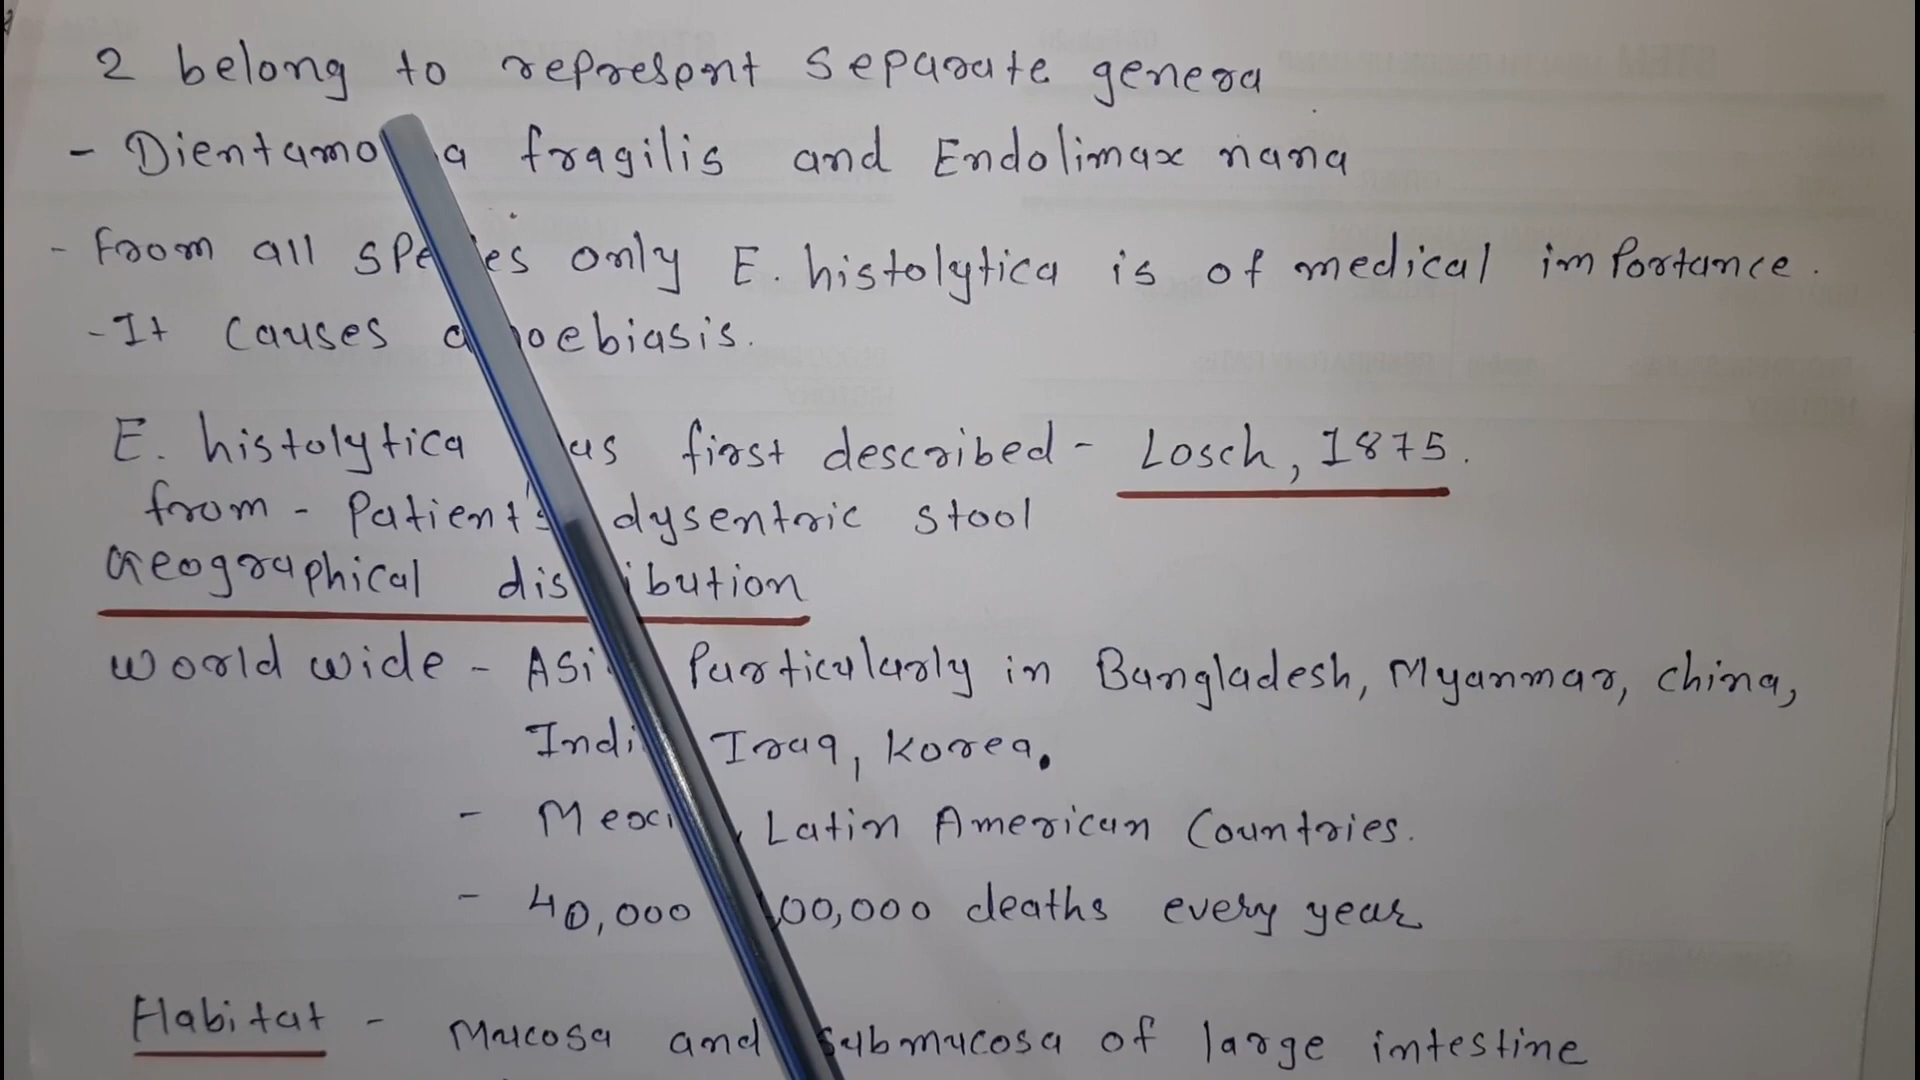 2 belong to represent separate genera
- Dientamo a fragilis and Endolimax nana
- From all spe es only E. histolytica is of medical importance.
- It causes a oebiasis.
E. histolytica as first described - Losch, 1875.
from - Patient's dysentric stool
Geographical dis ibution
World wide - Asi Particularly in Bangladesh, Myanmar, China,
Indi Iraq, Korea.
- Mexi , Latin American Countries.
- 40,000 00,000 deaths every year
Habitat - Mucosa and submucosa of large intestine